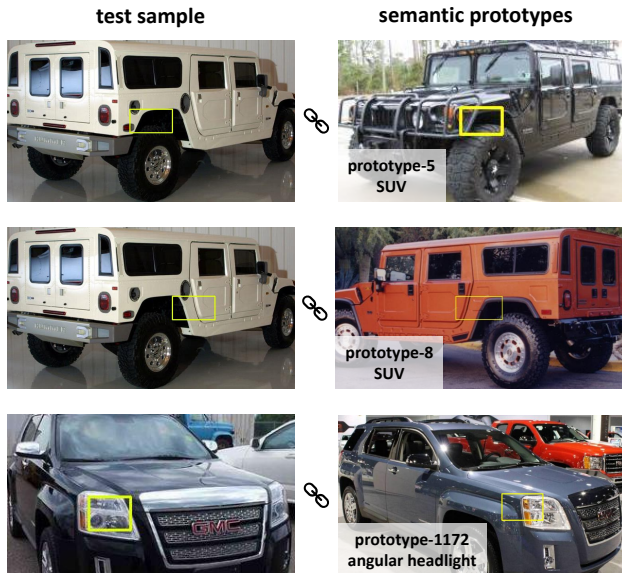 test sample
semantic prototypes
prototype-5
SUV
prototype-8
SUV
GMC
prototype-1172
angular headlight